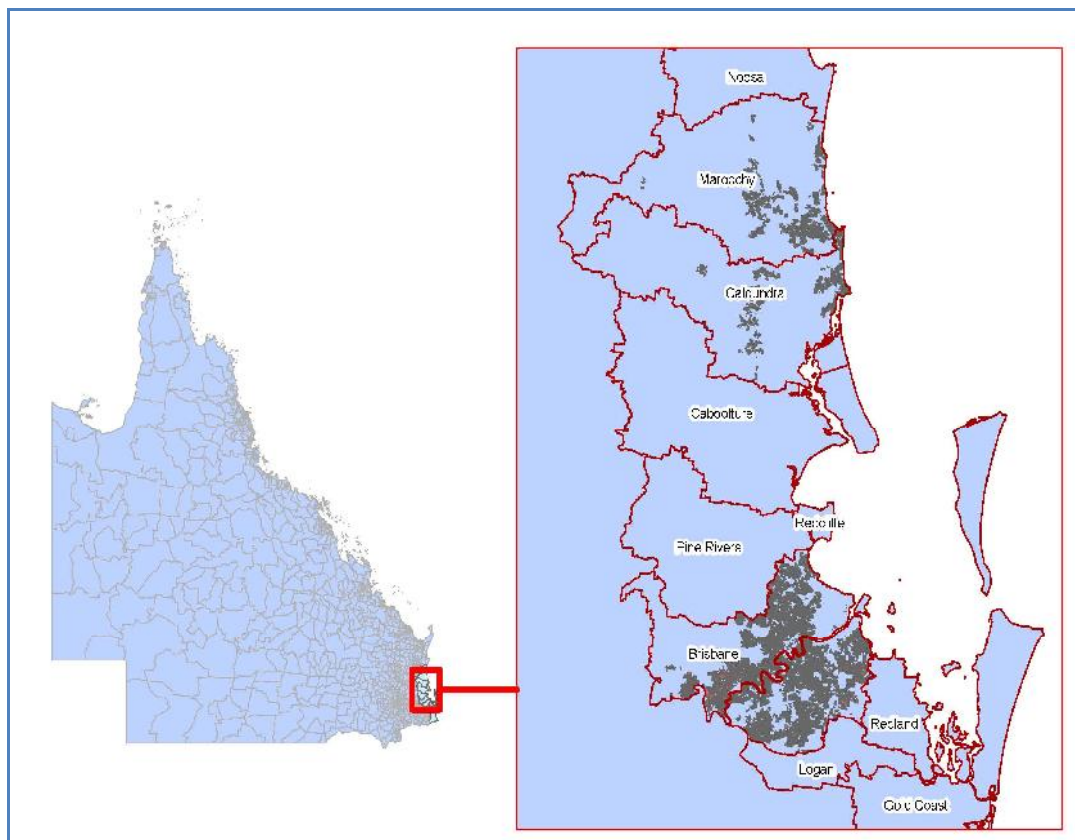 Noosa
Maroochy
Caloundra
Caboolture
Redcliffe
Pine Rivers
Brisbane
Redland
Logan
Gold Coast